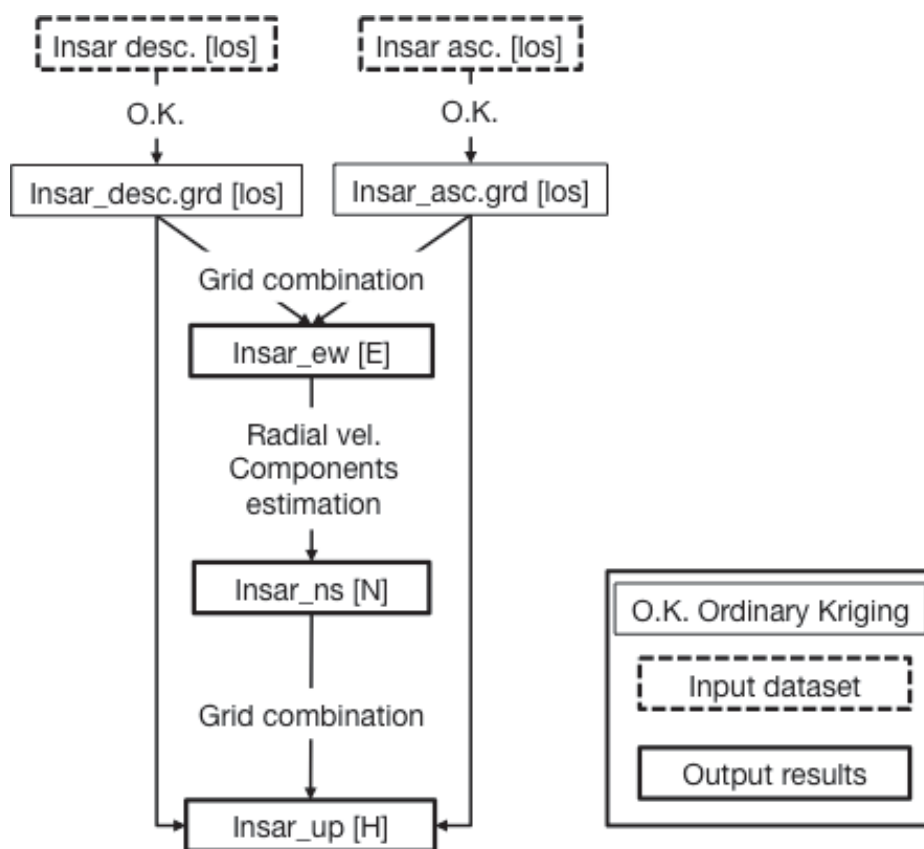 Insar desc. [los]
Insar asc. [los]
O.K.
O.K.
Insar_desc.grd [los]
Insar_asc.grd [los]
Grid combination
Insar_ew [E]
Radial vel.
Components
estimation
Insar_ns [N]
Grid combination
Insar_up [H]
O.K. Ordinary Kriging
Input dataset
Output results